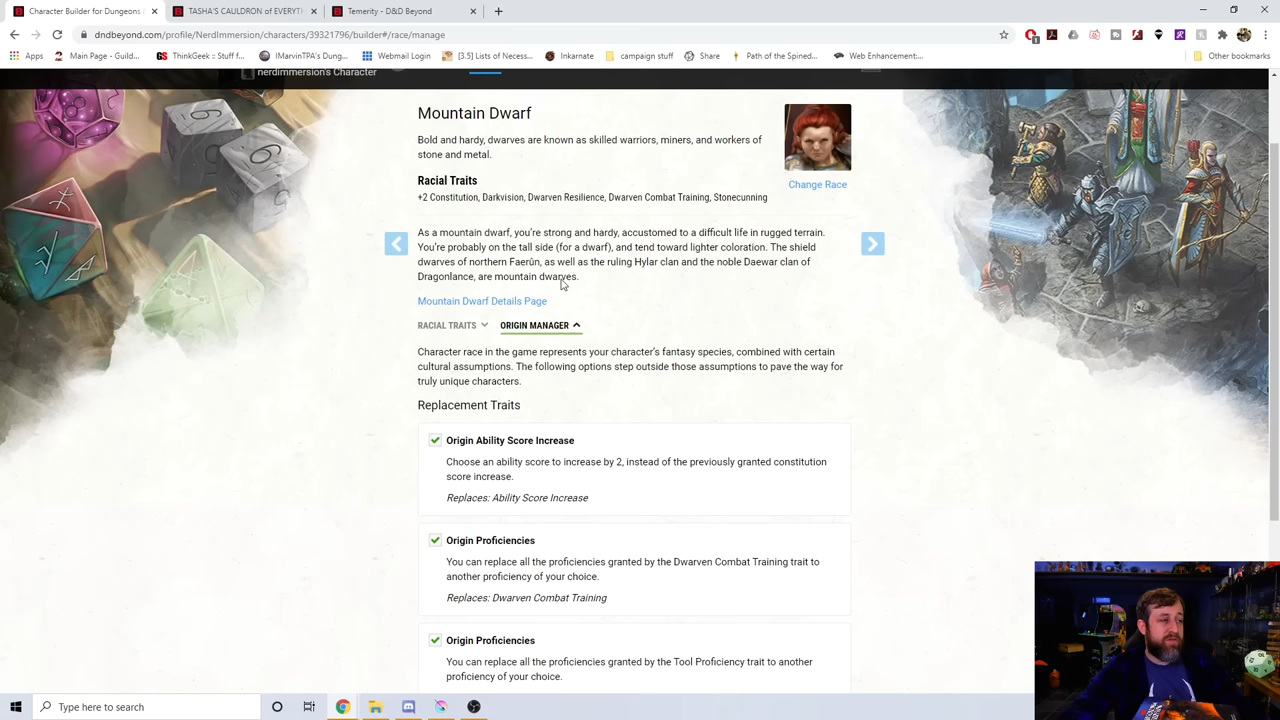 Character Builder for Dungeons
TASHA'S CAULDRON of EVERYTH
Temerity - D&D Beyond
dndbeyond.com/profile/NerdImmersion/characters/39321796/builder#/race/manage
Apps
Main Page - Guild...
ThinkGeek :: Stuff f...
IMarvinTPA's Dung...
Webmail Login
[3.5] Lists of Necess...
Inkarnate
campaign stuff
Share
Path of the Spined...
Web Enhancement:...
Other bookmarks
nerdimmersion's Character
Mountain Dwarf
Bold and hardy, dwarves are known as skilled warriors, miners, and workers of
stone and metal.
Racial Traits
+2 Constitution, Darkvision, Dwarven Resilience, Dwarven Combat Training, Stonecunning
Change Race
As a mountain dwarf, you're strong and hardy, accustomed to a difficult life in rugged terrain.
You're probably on the tall side (for a dwarf), and tend toward lighter coloration. The shield
dwarves of northern Faerûn, as well as the ruling Hylar clan and the noble Daewar clan of
Dragonlance, are mountain dwarves.
Mountain Dwarf Details Page
RACIAL TRAITS
ORIGIN MANAGER
Character race in the game represents your character's fantasy species, combined with certain
cultural assumptions. The following options step outside those assumptions to pave the way for
truly unique characters.
Replacement Traits
Origin Ability Score Increase
Choose an ability score to increase by 2, instead of the previously granted constitution
score increase.
Replaces: Ability Score Increase
Origin Proficiencies
You can replace all the proficiencies granted by the Dwarven Combat Training trait to
another proficiency of your choice.
Replaces: Dwarven Combat Training
Origin Proficiencies
You can replace all the proficiencies granted by the Tool Proficiency trait to another
proficiency of your choice.
Type here to search